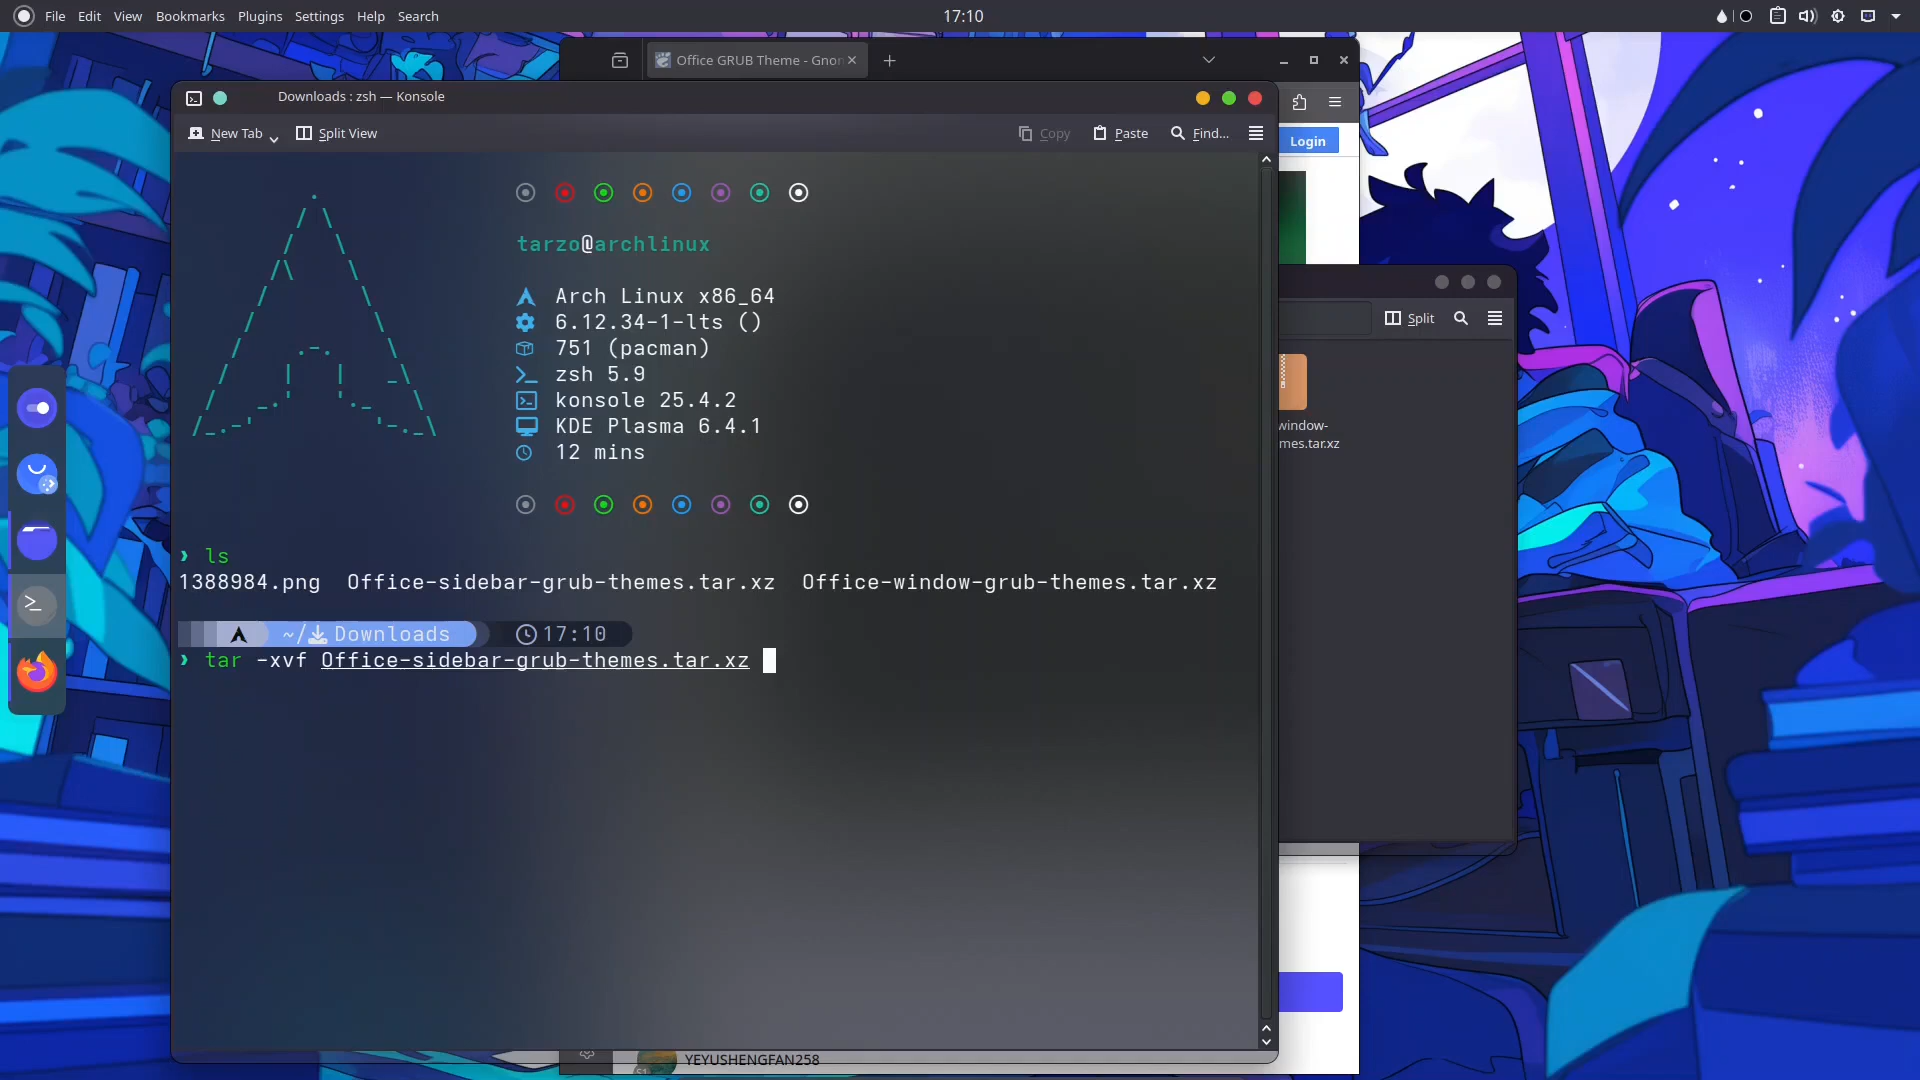 File Edit View Bookmarks Plugins Settings Help Search
17:10
Office GRUB Theme - Gno
Downloads : zsh — Konsole
New Tab Split View Copy Paste Find...
Login
tarzo@archlinux
Arch Linux x86_64
6.12.34-1-lts ()
751 (pacman)
zsh 5.9
konsole 25.4.2
KDE Plasma 6.4.1
12 mins
Split
window-
mes.tar.xz
❯ ls
1388984.png Office-sidebar-grub-themes.tar.xz Office-window-grub-themes.tar.xz
~/ Downloads 17:10
❯ tar -xvf Office-sidebar-grub-themes.tar.xz
YEYUSHENGFAN258